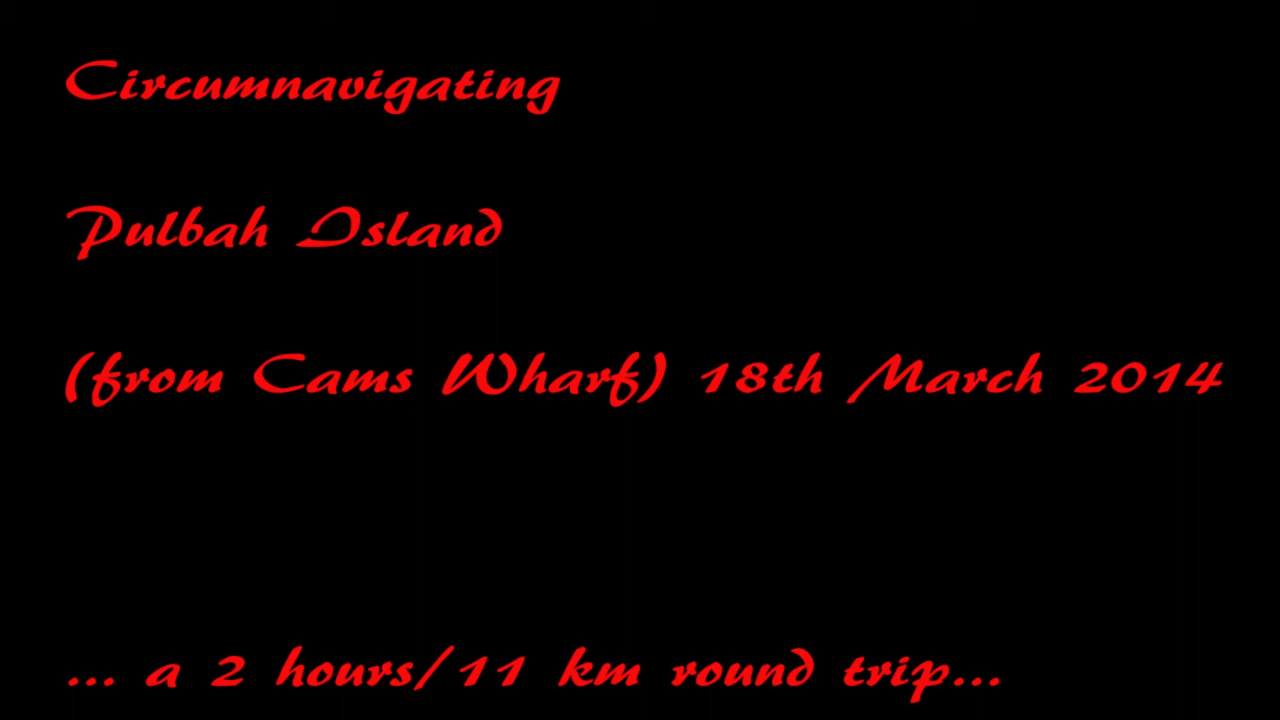 Circumnavigating
Pulbah Island
(from Cams Wharf) 18th March 2014
... a 2 hours/11 km round trip...